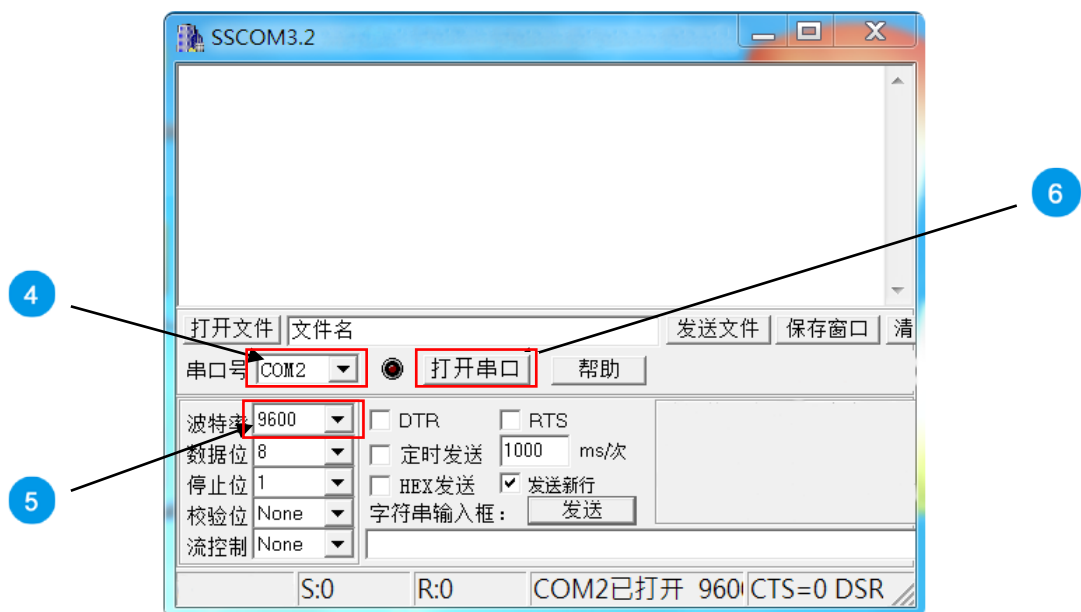 SSCOM3.2
6
4
打开文件 文件名 发送文件 保存窗口 清
串口号 COM2 打开串口 帮助
波特率 9600 DTR RTS
数据位 8 定时发送 1000 ms/次
5
停止位 1 HEX发送 发送新行
校验位 None 字符串输入框： 发送
流控制 None
S:0 R:0 COM2已打开 960 CTS=0 DSR